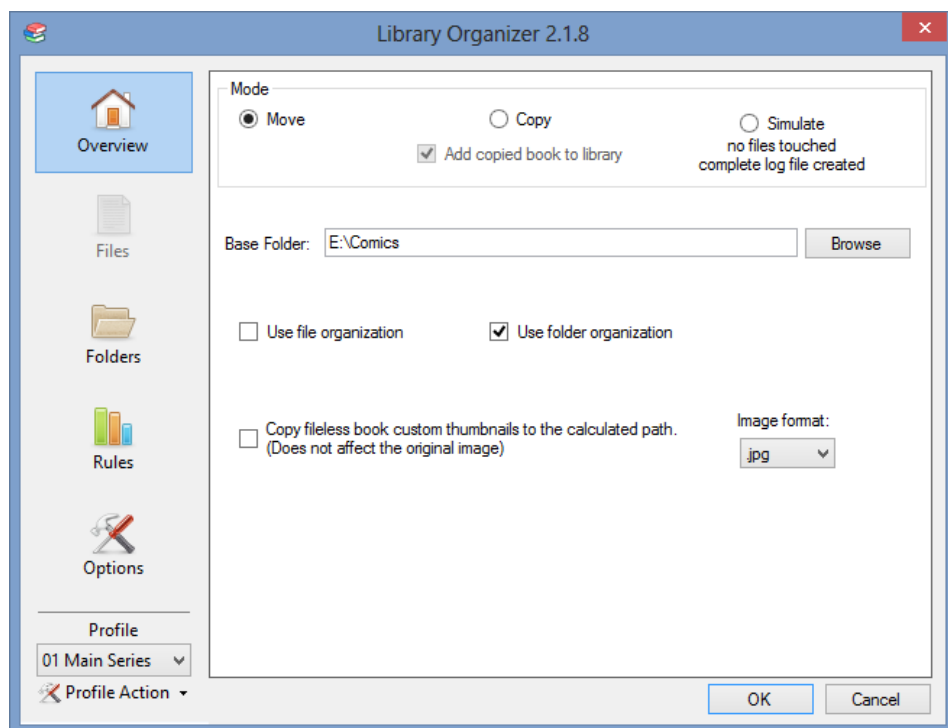 Library Organizer 2.1.8
Overview
Files
Folders
Rules
Options
Profile
01 Main Series
Profile Action
Mode
Move
Copy
Simulate
Add copied book to library
no files touched
complete log file created
Base Folder: E:\Comics Browse
Use file organization
Use folder organization
Copy fileless book custom thumbnails to the calculated path.
(Does not affect the original image)
Image format:
.jpg
OK
Cancel